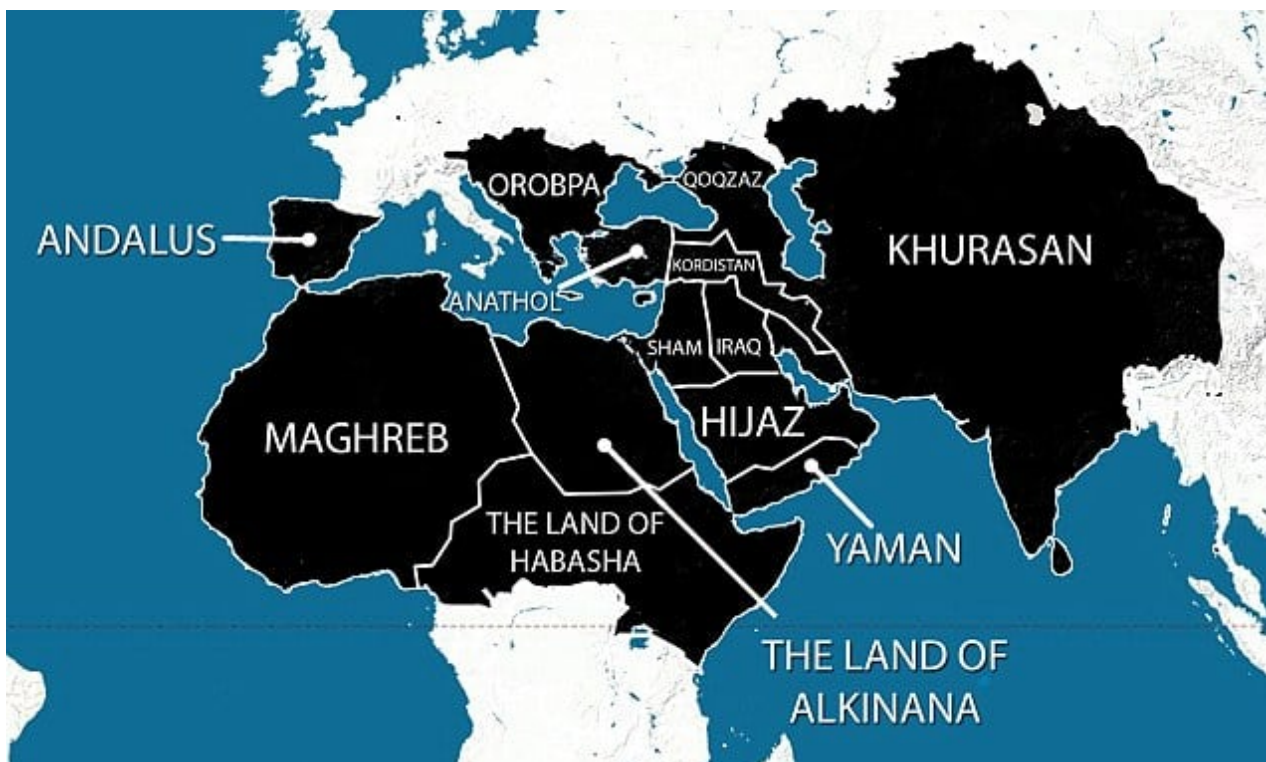 OROBPA
QOQZAZ
ANDALUS
KHURASAN
KORDISTAN
ANATHOL
SHAM
IRAQ
HIJAZ
MAGHREB
THE LAND OF
HABASHA
YAMAN
THE LAND OF
ALKINANA